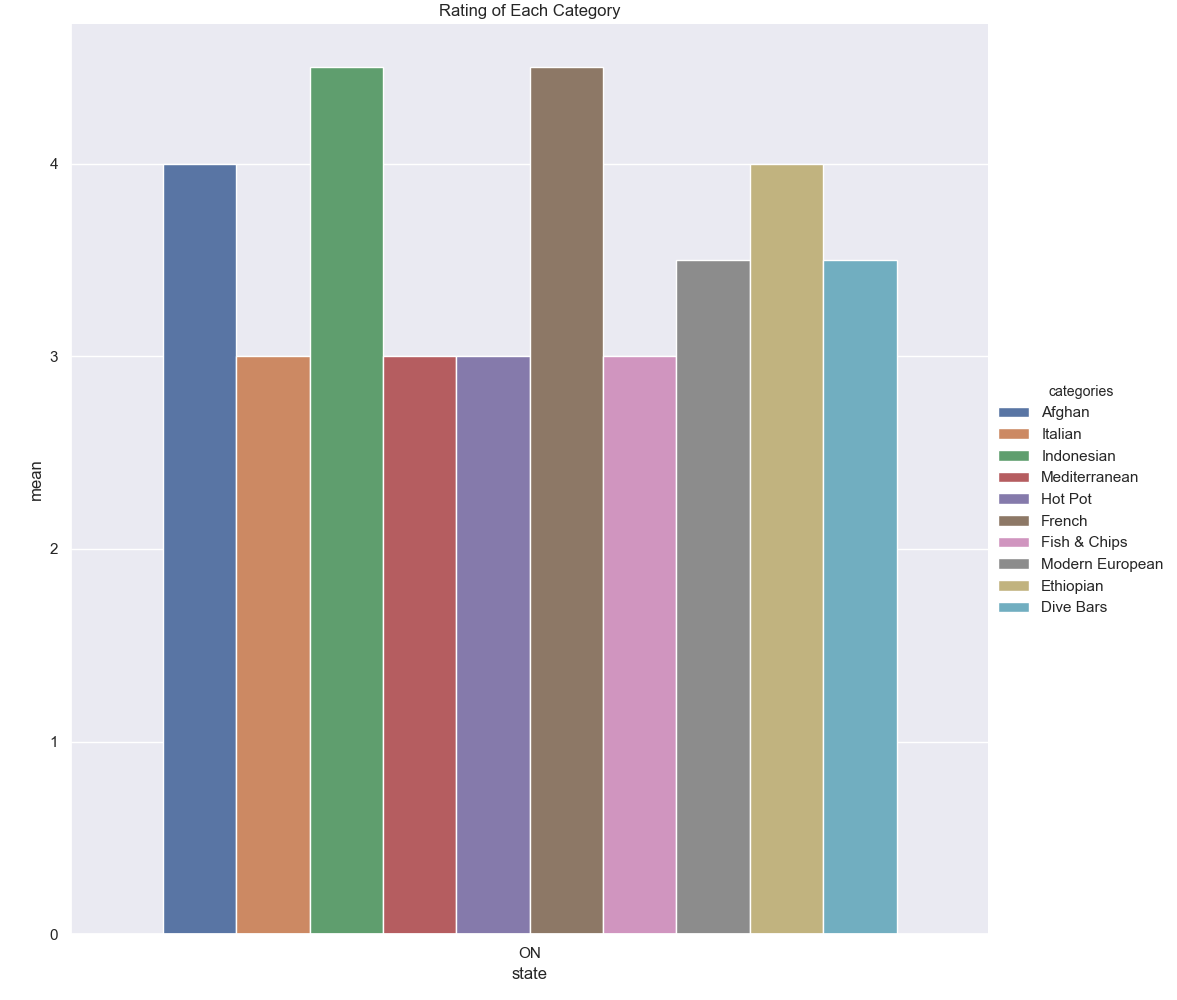 Rating of Each Category
4
3
2
1
0
mean
ON
state
categories
Afghan
Italian
Indonesian
Mediterranean
Hot Pot
French
Fish & Chips
Modern European
Ethiopian
Dive Bars